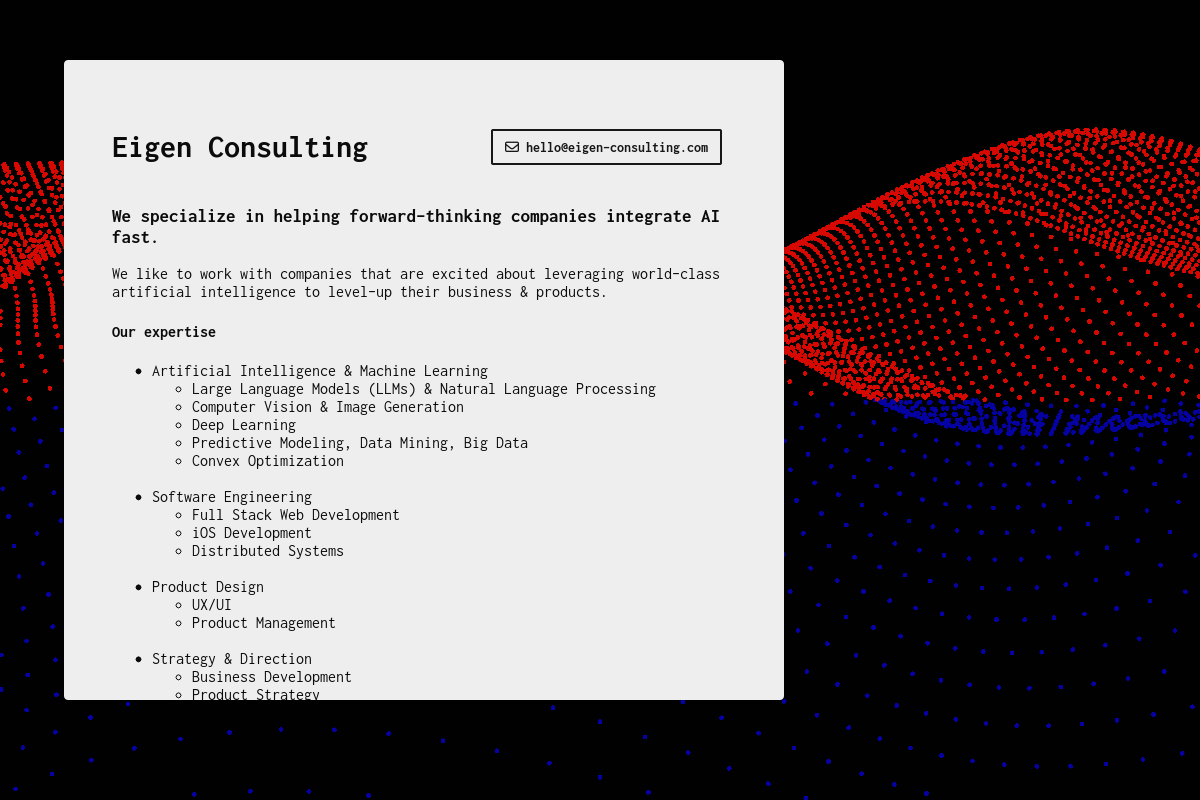 Eigen Consulting
hello@eigen-consulting.com
We specialize in helping forward-thinking companies integrate AI
fast.
We like to work with companies that are excited about leveraging world-class
artificial intelligence to level-up their business & products.
Our expertise
Artificial Intelligence & Machine Learning
Large Language Models (LLMs) & Natural Language Processing
Computer Vision & Image Generation
Deep Learning
Predictive Modeling, Data Mining, Big Data
Convex Optimization
Software Engineering
Full Stack Web Development
iOS Development
Distributed Systems
Product Design
UX/UI
Product Management
Strategy & Direction
Business Development
Product Strategy